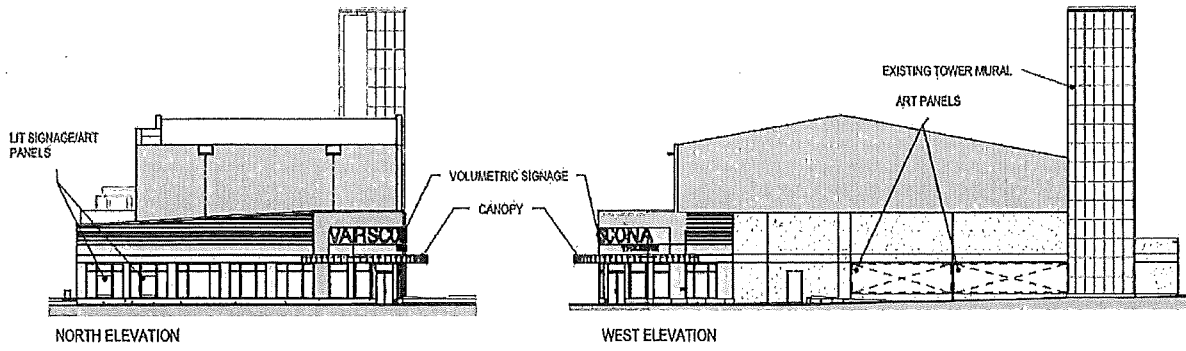 EXISTING TOWER MURAL
ART PANELS
LIT SIGNAGE/ART
PANELS
VOLUMETRIC SIGNAGE
CANOPY
VARSCO
SCONA
NORTH ELEVATION
WEST ELEVATION